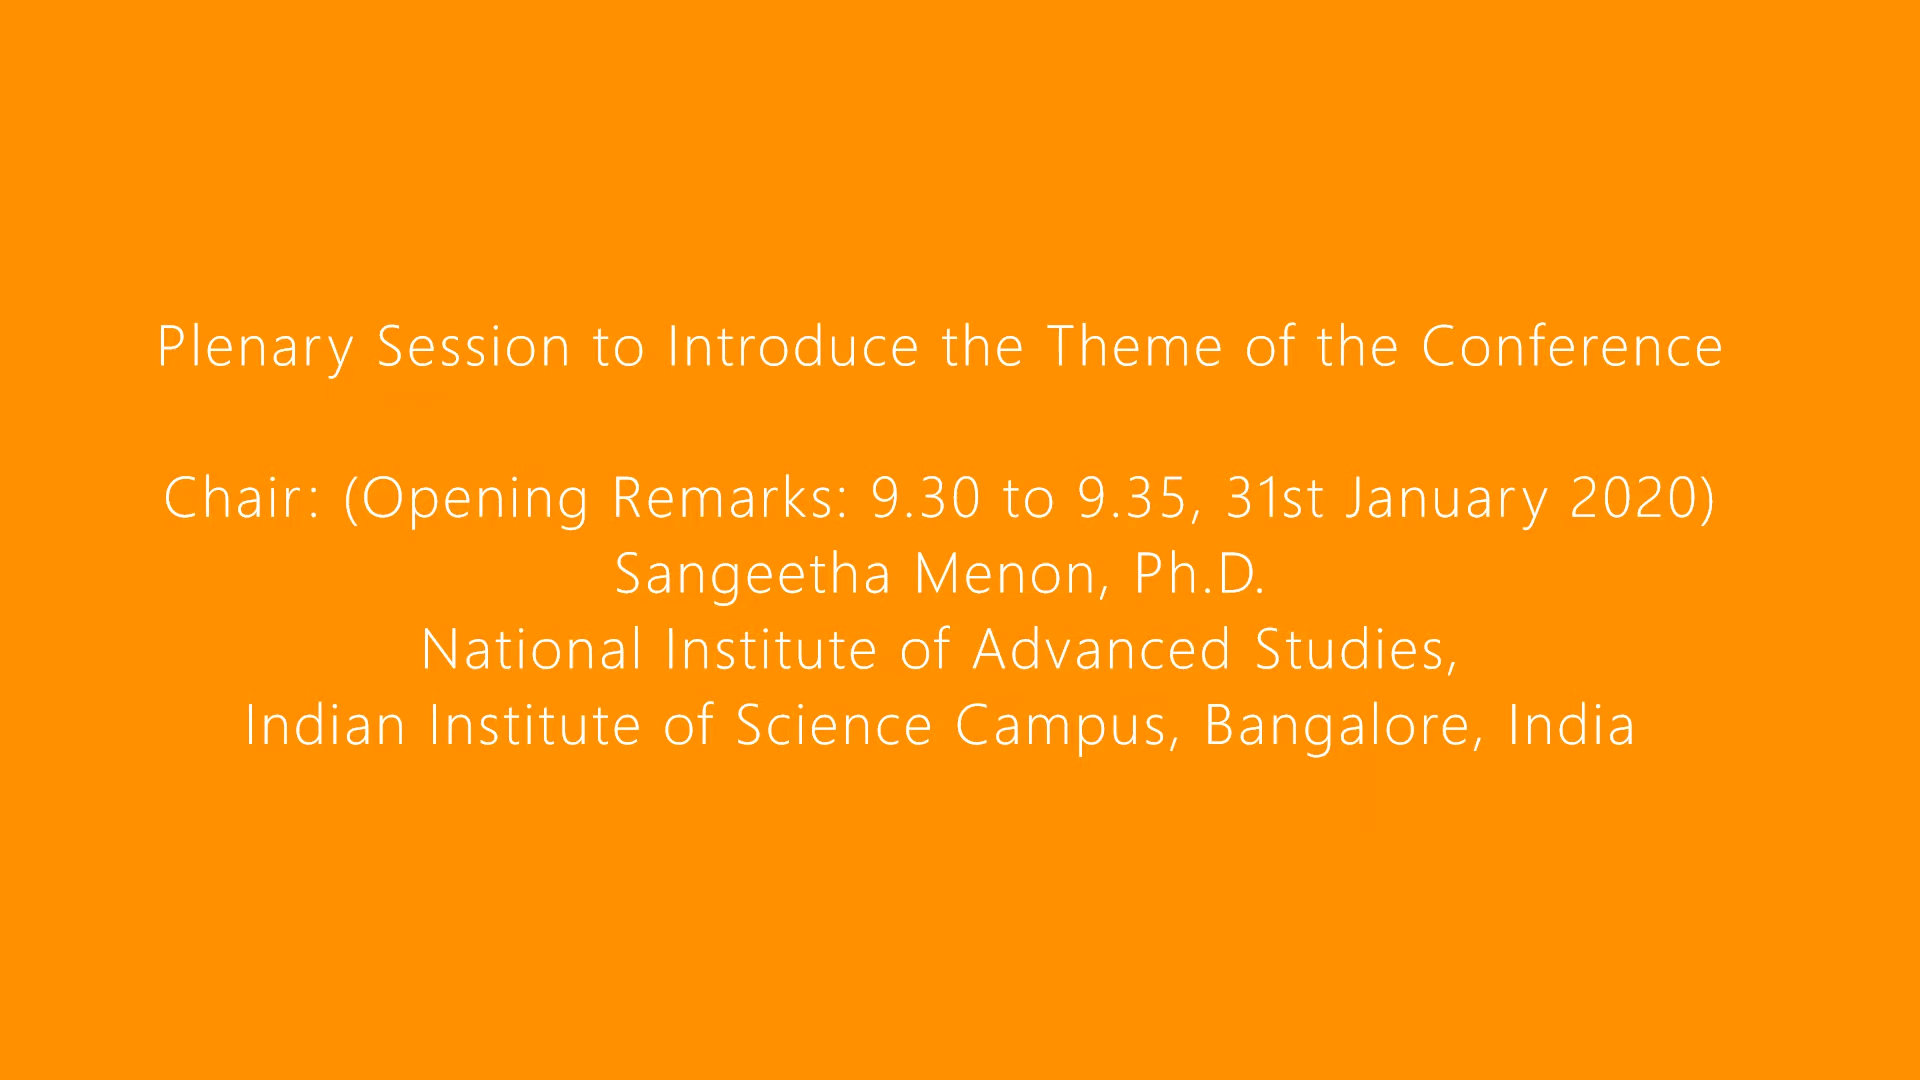 Plenary Session to Introduce the Theme of the Conference
Chair: (Opening Remarks: 9.30 to 9.35, 31st January 2020)
Sangeetha Menon, Ph.D.
National Institute of Advanced Studies,
Indian Institute of Science Campus, Bangalore, India